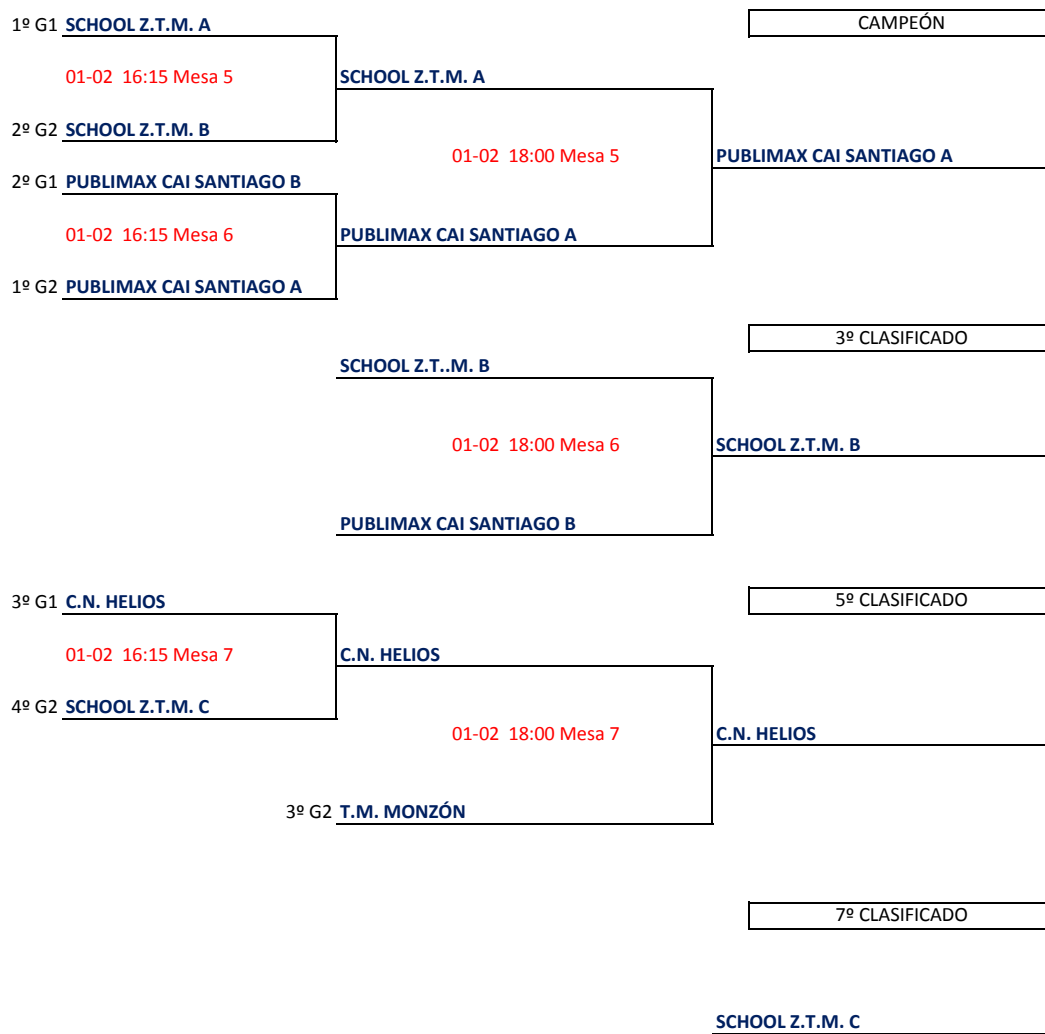 1º G1 SCHOOL Z.T.M. A
CAMPEÓN
01-02 16:15 Mesa 5
SCHOOL Z.T.M. A
2º G2 SCHOOL Z.T.M. B
01-02 18:00 Mesa 5
PUBLIMAX CAI SANTIAGO A
2º G1 PUBLIMAX CAI SANTIAGO B
01-02 16:15 Mesa 6
PUBLIMAX CAI SANTIAGO A
1º G2 PUBLIMAX CAI SANTIAGO A
3º CLASIFICADO
SCHOOL Z.T..M. B
01-02 18:00 Mesa 6
SCHOOL Z.T.M. B
PUBLIMAX CAI SANTIAGO B
3º G1 C.N. HELIOS
5º CLASIFICADO
01-02 16:15 Mesa 7
C.N. HELIOS
4º G2 SCHOOL Z.T.M. C
01-02 18:00 Mesa 7
C.N. HELIOS
3º G2 T.M. MONZÓN
7º CLASIFICADO
SCHOOL Z.T.M. C